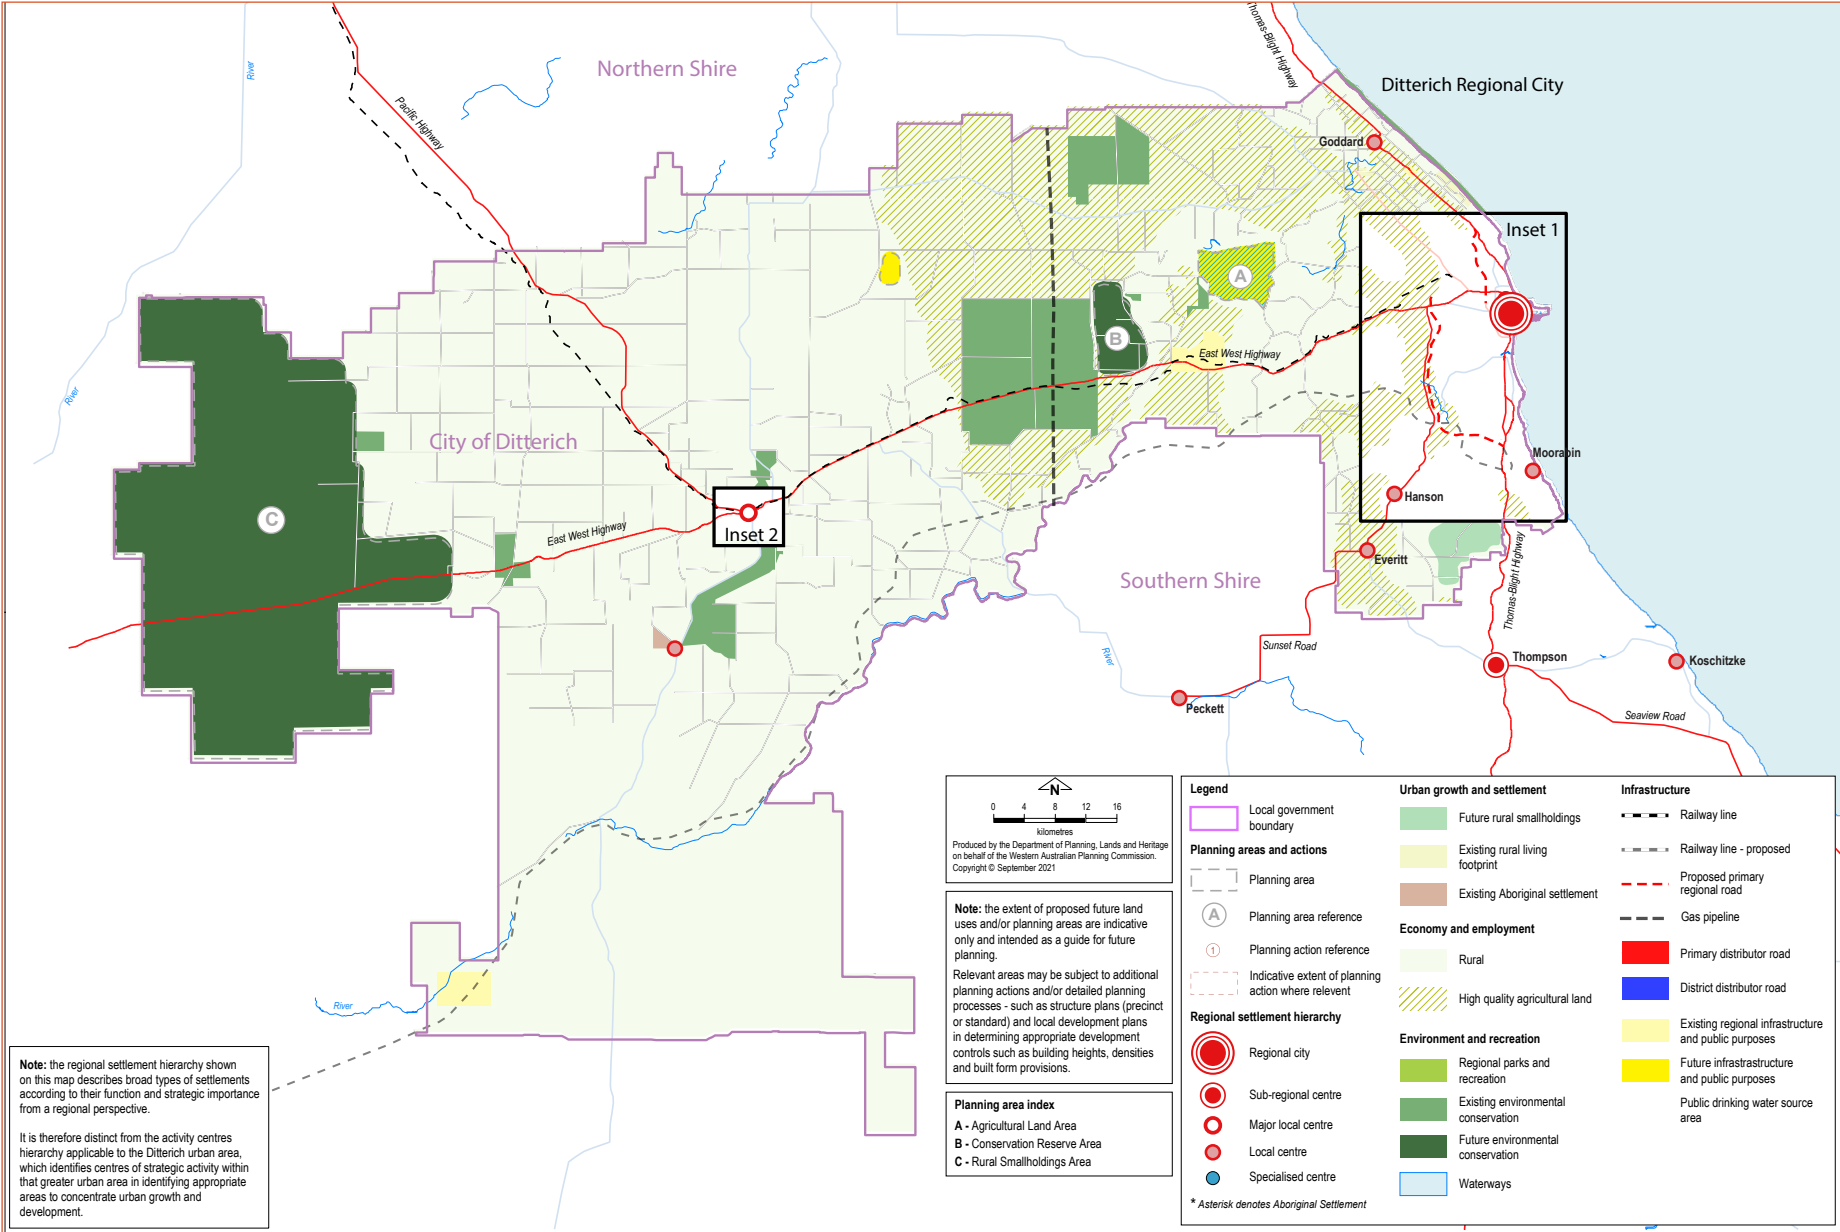 Northern Shire
Ditterich Regional City
River
Pacific Highway
Thomas-Blight Highway
Goddard
Inset 1
A
B
East West Highway
River
City of Ditterich
Moorabin
Hanson
C
East West Highway
Inset 2
Everitt
Southern Shire
Thomas-Blight Highway
Sunset Road
River
Thompson
Koschitzke
Peckett
Seaview Road
River
N
0 4 8 12 16
kilometres
Produced by the Department of Planning, Lands and Heritage
on behalf of the Western Australian Planning Commission.
Copyright © September 2021
Note: the extent of proposed future land
uses and/or planning areas are indicative
only and intended as a guide for future
planning.
Relevant areas may be subject to additional
planning actions and/or detailed planning
processes - such as structure plans (precinct
or standard) and local development plans
in determining appropriate development
controls such as building heights, densities
and built form provisions.
Planning area index
A - Agricultural Land Area
B - Conservation Reserve Area
C - Rural Smallholdings Area
Note: the regional settlement hierarchy shown
on this map describes broad types of settlements
according to their function and strategic importance
from a regional perspective.
It is therefore distinct from the activity centres
hierarchy applicable to the Ditterich urban area,
which identifies centres of strategic activity within
that greater urban area in identifying appropriate
areas to concentrate urban growth and
development.
Legend
Local government
boundary
Planning areas and actions
Planning area
A
Planning area reference
1
Planning action reference
Indicative extent of planning
action where relevent
Regional settlement hierarchy
Regional city
Sub-regional centre
Major local centre
Local centre
Specialised centre
* Asterisk denotes Aboriginal Settlement
Urban growth and settlement
Future rural smallholdings
Existing rural living
footprint
Existing Aboriginal settlement
Economy and employment
Rural
High quality agricultural land
Environment and recreation
Regional parks and
recreation
Existing environmental
conservation
Future environmental
conservation
Waterways
Infrastructure
Railway line
Railway line - proposed
Proposed primary
regional road
Gas pipeline
Primary distributor road
District distributor road
Existing regional infrastructure
and public purposes
Future infrastructure
and public purposes
Public drinking water source
area